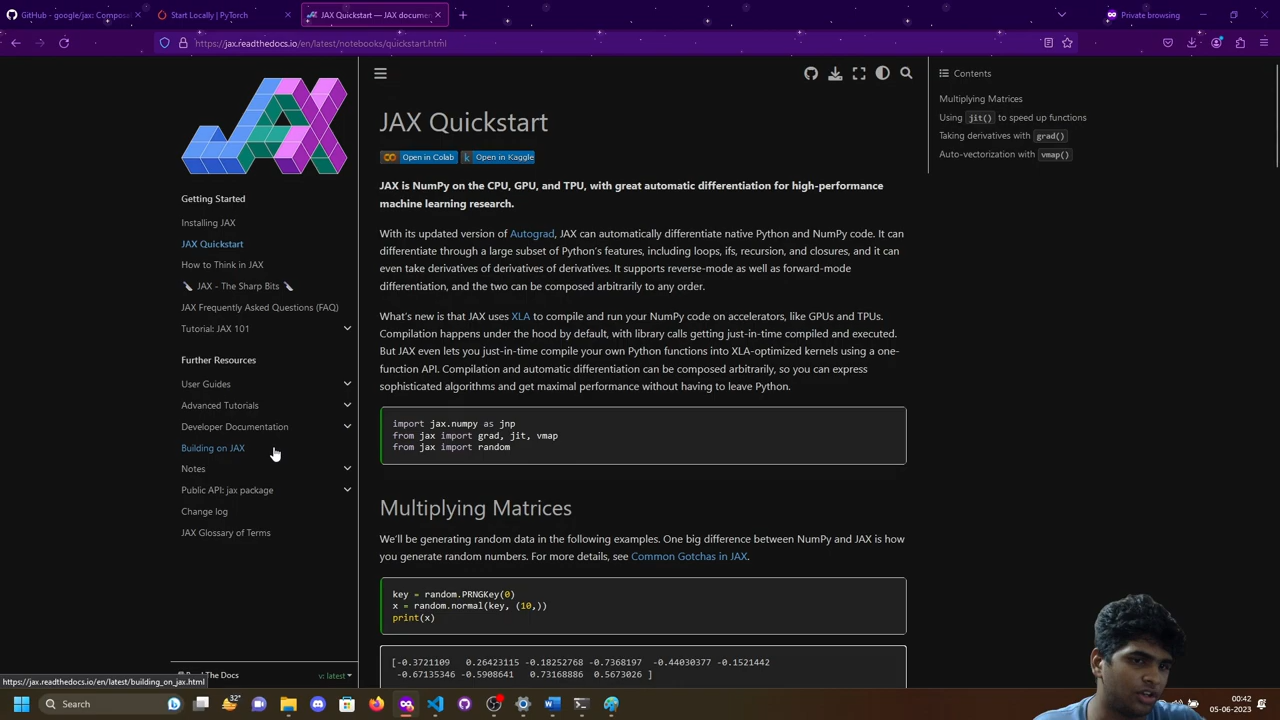 GitHub - google/jax: Compos
Start Locally | PyTorch
JAX Quickstart — JAX documen
Private browsing
https://jax.readthedocs.io/en/latest/notebooks/quickstart.html
Getting Started
Installing JAX
JAX Quickstart
How to Think in JAX
🔪 JAX - The Sharp Bits 🔪
JAX Frequently Asked Questions (FAQ)
Tutorial: JAX 101
Further Resources
User Guides
Advanced Tutorials
Developer Documentation
Building on JAX
Notes
Public API: jax package
Change log
JAX Glossary of Terms
Read The Docs
v: latest
JAX Quickstart
Open in Colab
Open in Kaggle
JAX is NumPy on the CPU, GPU, and TPU, with great automatic differentiation for high-performance
machine learning research.
With its updated version of Autograd, JAX can automatically differentiate native Python and NumPy code. It can
differentiate through a large subset of Python's features, including loops, ifs, recursion, and closures, and it can
even take derivatives of derivatives of derivatives. It supports reverse-mode as well as forward-mode
differentiation, and the two can be composed arbitrarily to any order.
What's new is that JAX uses XLA to compile and run your NumPy code on accelerators, like GPUs and TPUs.
Compilation happens under the hood by default, with library calls getting just-in-time compiled and executed.
But JAX even lets you just-in-time compile your own Python functions into XLA-optimized kernels using a one-
function API. Compilation and automatic differentiation can be composed arbitrarily, so you can express
sophisticated algorithms and get maximal performance without having to leave Python.
import jax.numpy as jnp
from jax import grad, jit, vmap
from jax import random
Multiplying Matrices
We'll be generating random data in the following examples. One big difference between NumPy and JAX is how
you generate random numbers. For more details, see Common Gotchas in JAX.
key = random.PRNGKey(0)
x = random.normal(key, (10,))
print(x)
[-0.3721109 0.26423115 -0.18252768 -0.7368197 -0.44030377 -0.1521442
-0.67135346 -0.5908641 0.73168886 0.5673026 ]
Contents
Multiplying Matrices
Using jit() to speed up functions
Taking derivatives with grad()
Auto-vectorization with vmap()
https://jax.readthedocs.io/en/latest/building_on_jax.html
Search
32°
00:42
05-06-2023